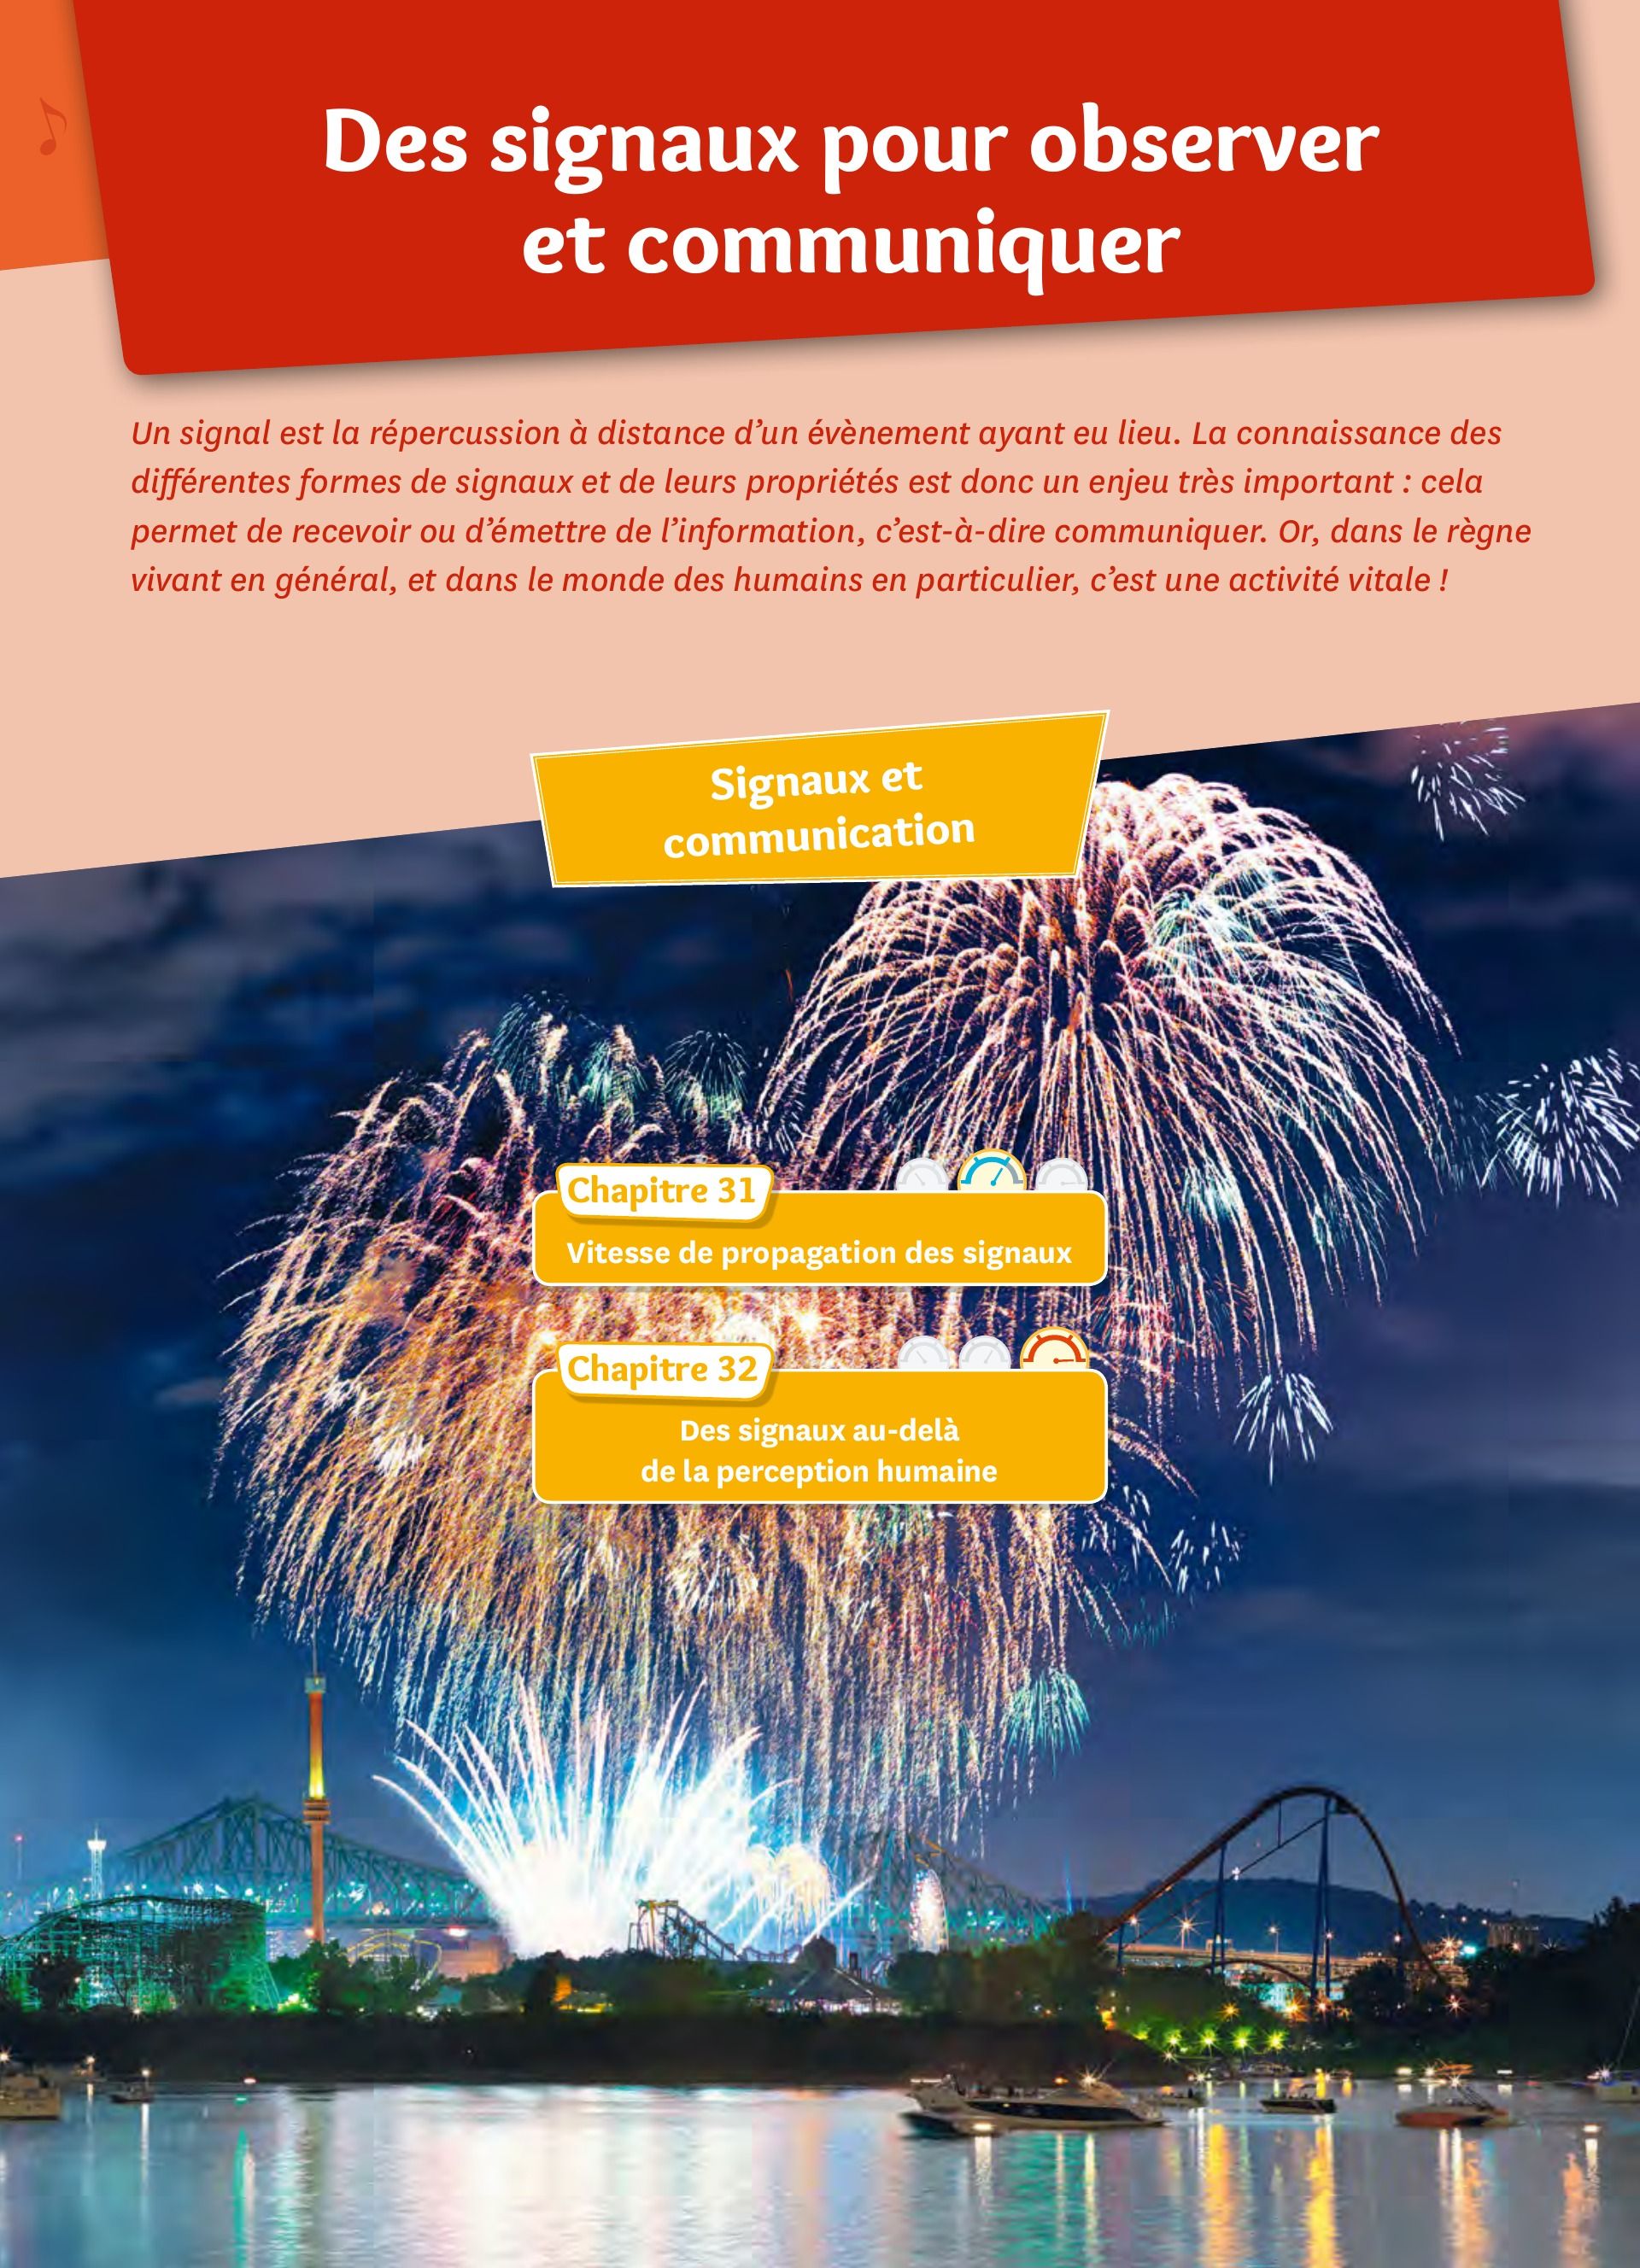 Des signaux pour observer
et communiquer
Un signal est la répercussion à distance d’un évènement ayant eu lieu. La connaissance des
différentes formes de signaux et de leurs propriétés est donc un enjeu très important : cela
permet de recevoir ou d’émettre de l’information, c’est-à-dire communiquer. Or, dans le règne
vivant en général, et dans le monde des humains en particulier, c’est une activité vitale !
Signaux et
communication
Chapitre 31
Vitesse de propagation des signaux
Chapitre 32
Des signaux au-delà
de la perception humaine